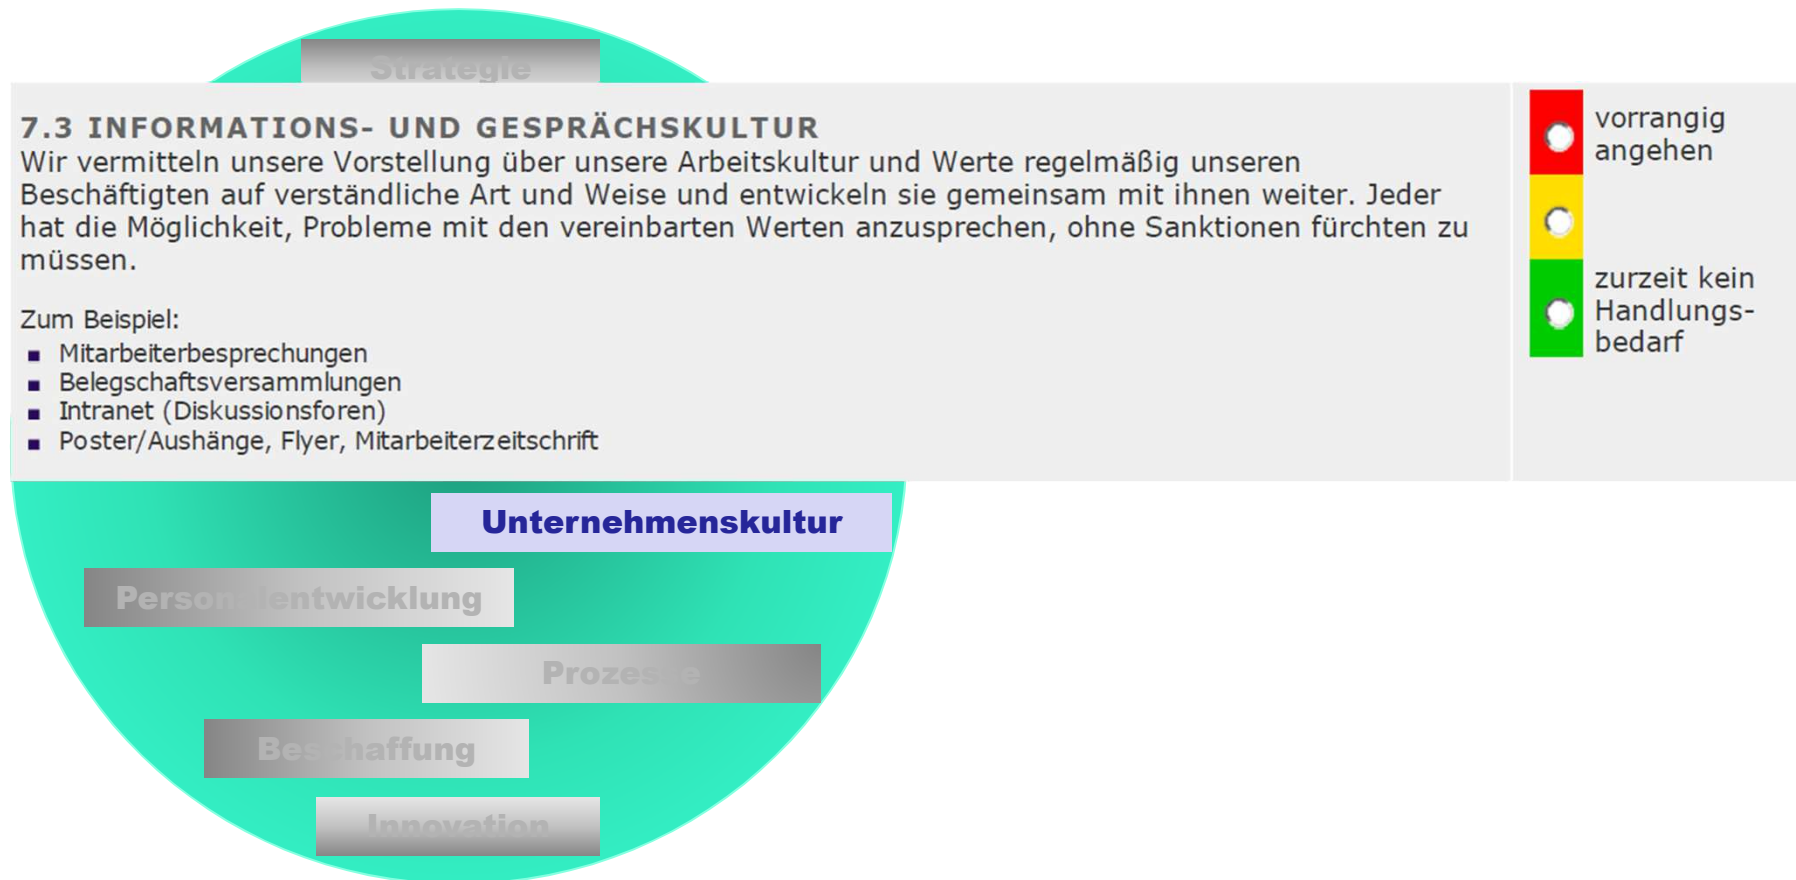 Strategie
7.3 INFORMATIONS- UND GESPRÄCHSKULTUR
Wir vermitteln unsere Vorstellung über unsere Arbeitskultur und Werte regelmäßig unseren
Beschäftigten auf verständliche Art und Weise und entwickeln sie gemeinsam mit ihnen weiter. Jeder
hat die Möglichkeit, Probleme mit den vereinbarten Werten anzusprechen, ohne Sanktionen fürchten zu
müssen.
Zum Beispiel:
Mitarbeiterbesprechungen
Belegschaftsversammlungen
Intranet (Diskussionsforen)
Poster/Aushänge, Flyer, Mitarbeiterzeitschrift
vorrangig
angehen
zurzeit kein
Handlungs-
bedarf
Unternehmenskultur
Personalentwicklung
Prozesse
Beschaffung
Innovation